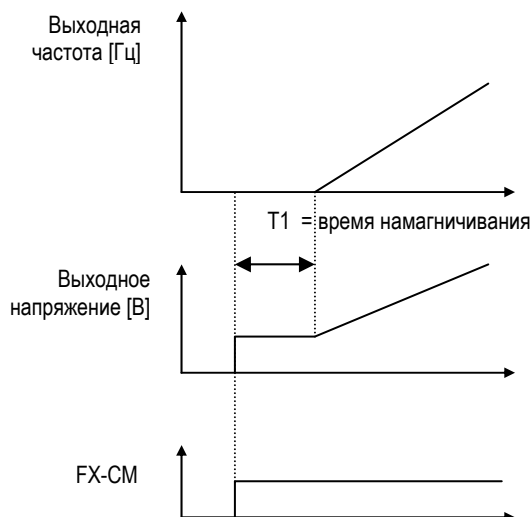 Выходная
частота [Гц]
T1 = время намагничивания
Выходное
напряжение [В]
FX-CM